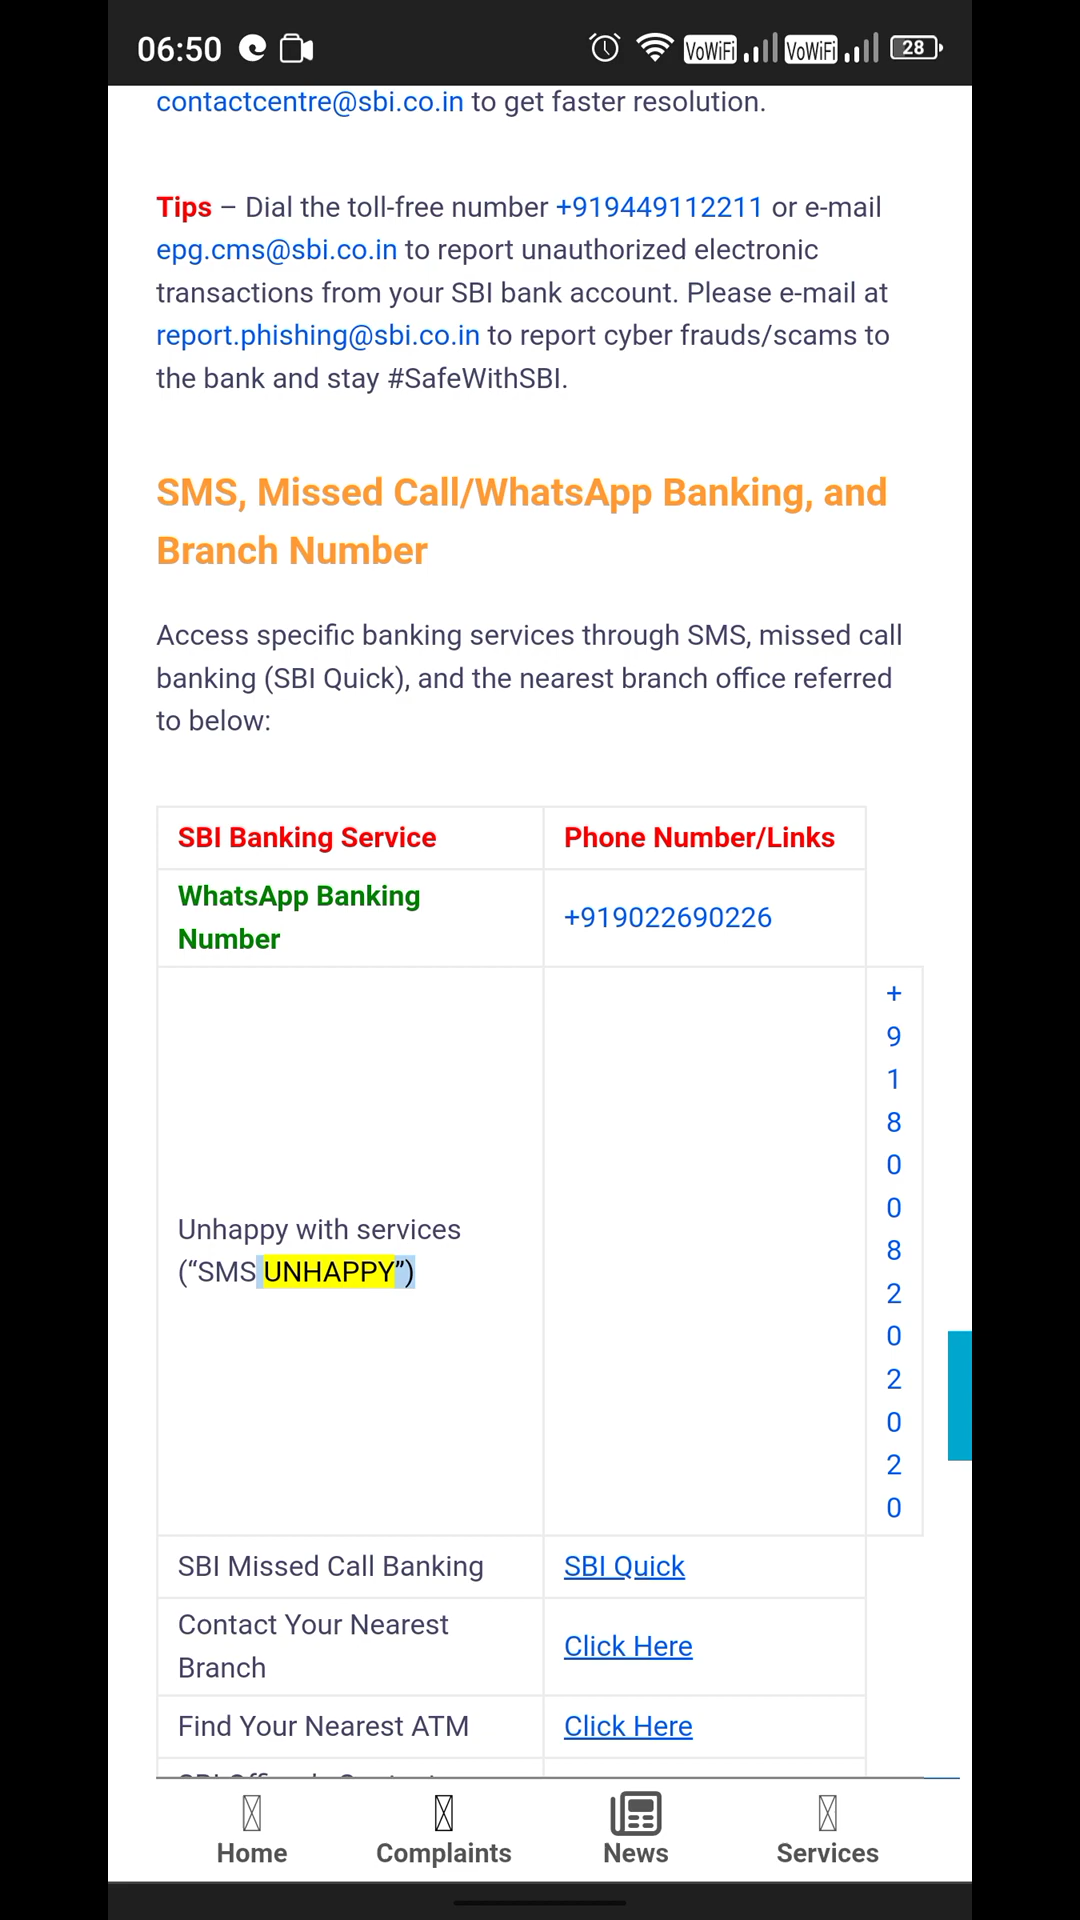 06:50
VoWiFi VoWiFi 28
contactcentre@sbi.co.in to get faster resolution.
Tips – Dial the toll-free number +919449112211 or e-mail
epg.cms@sbi.co.in to report unauthorized electronic
transactions from your SBI bank account. Please e-mail at
report.phishing@sbi.co.in to report cyber frauds/scams to
the bank and stay #SafeWithSBI.
SMS, Missed Call/WhatsApp Banking, and
Branch Number
Access specific banking services through SMS, missed call
banking (SBI Quick), and the nearest branch office referred
to below:
SBI Banking Service
Phone Number/Links
WhatsApp Banking
Number
+919022690226
Unhappy with services
(“SMS UNHAPPY”)
+
9
1
8
0
0
8
2
0
2
0
2
0
SBI Missed Call Banking
SBI Quick
Contact Your Nearest
Branch
Click Here
Find Your Nearest ATM
Click Here
Home
Complaints
News
Services